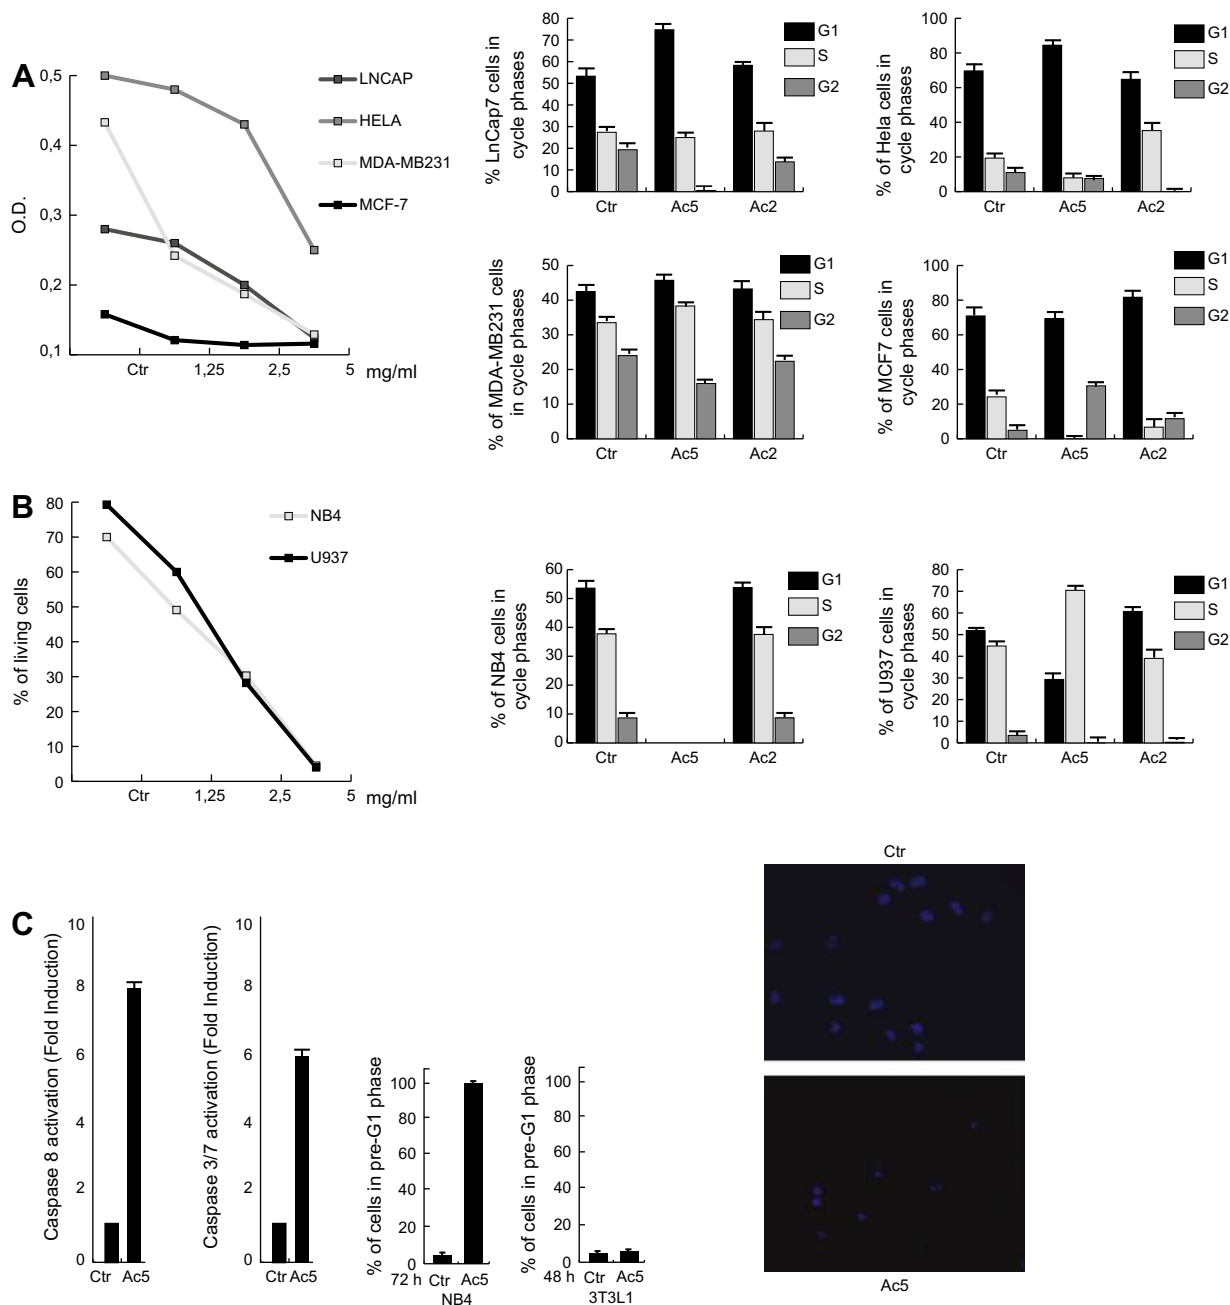 A
O.D.
0,5
0,4
0,3
0,2
0,1
Ctr 1,25 2,5 5 mg/ml
LNCAP
HELA
MDA-MB231
MCF-7
% LnCap7 cells in
cycle phases
80
70
60
50
40
30
20
10
0
Ctr Ac5 Ac2
G1
S
G2
% of Hela cells in
cycle phases
100
80
60
40
20
0
Ctr Ac5 Ac2
G1
S
G2
% of MDA-MB231 cells
in cycle phases
50
40
30
20
10
0
Ctr Ac5 Ac2
G1
S
G2
% of MCF7 cells in
cycle phases
100
80
60
40
20
0
Ctr Ac5 Ac2
G1
S
G2
B
% of living cells
80
70
60
50
40
30
80
10
0
Ctr 1,25 2,5 5 mg/ml
NB4
U937
% of NB4 cells in
cycle phases
60
50
40
30
20
10
0
Ctr Ac5 Ac2
G1
S
G2
% of U937 cells in
cycle phases
80
70
60
50
40
30
20
10
0
Ctr Ac5 Ac2
G1
S
G2
C
Caspase 8 activation (Fold Induction)
10
8
6
4
2
0
Ctr Ac5
Caspase 3/7 activation (Fold Induction)
10
8
6
4
2
0
Ctr Ac5
% of cells in pre-G1 phase
100
80
60
40
20
0
72 h Ctr Ac5
NB4
% of cells in pre-G1 phase
100
80
60
40
20
0
48 h Ctr Ac5
3T3L1
Ctr
Ac5